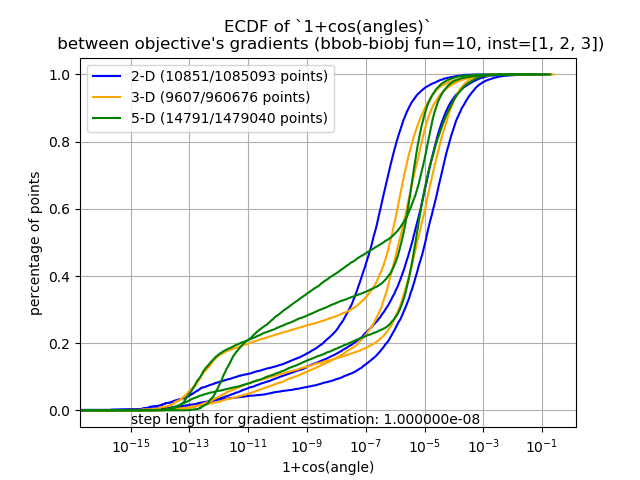 ECDF of `1+cos(angles)`
between objective's gradients (bbob-biobj fun=10, inst=[1, 2, 3])
2-D (10851/1085093 points)
3-D (9607/960676 points)
5-D (14791/1479040 points)
1.0
0.8
0.6
0.4
0.2
0.0
percentage of points
step length for gradient estimation: 1.000000e-08
10⁻¹⁵ 10⁻¹³ 10⁻¹¹ 10⁻⁹ 10⁻⁷ 10⁻⁵ 10⁻³ 10⁻¹
1+cos(angle)